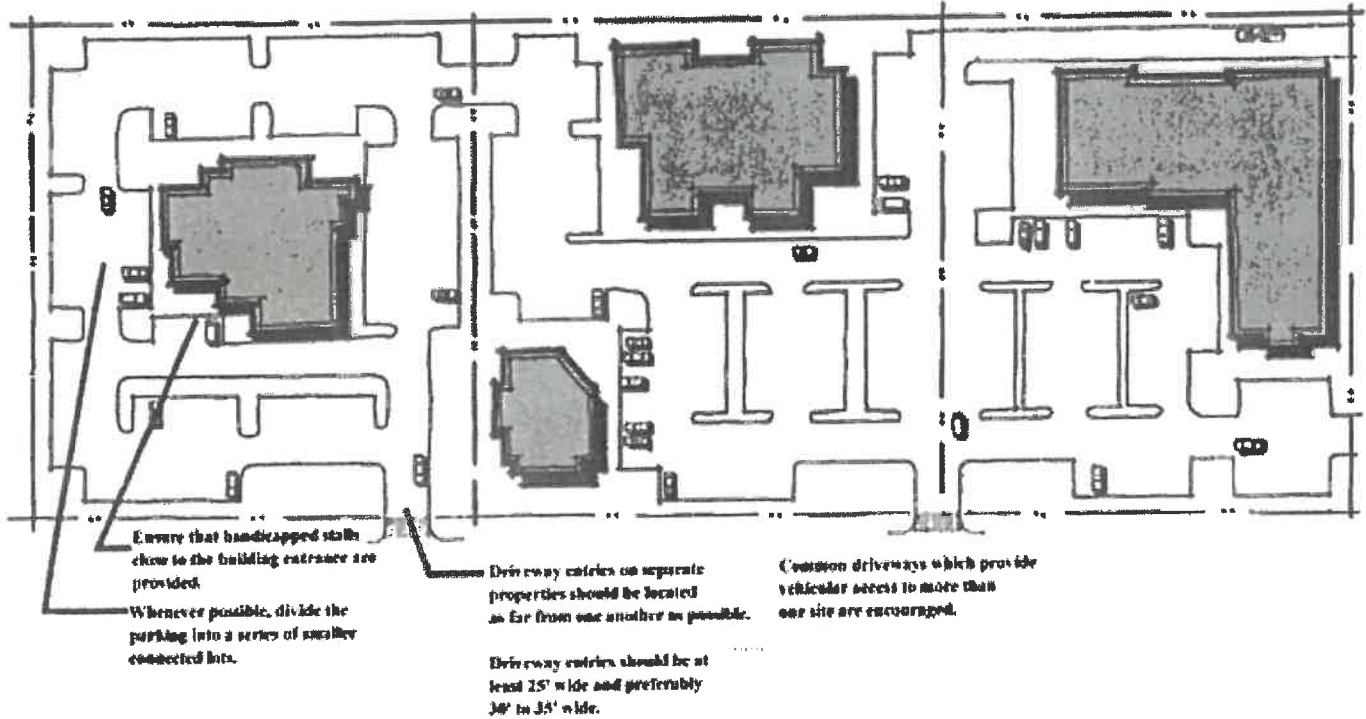 Ensure that handicapped stalls
close to the building entrance are
provided.
Whenever possible, divide the
parking into a series of smaller
connected lots.
Driveway entries on separate
properties should be located
as far from one another as possible.
Driveway entries should be at
least 25' wide and preferably
30' to 35' wide.
Common driveways which provide
vehicular access to more than
one site are encouraged.